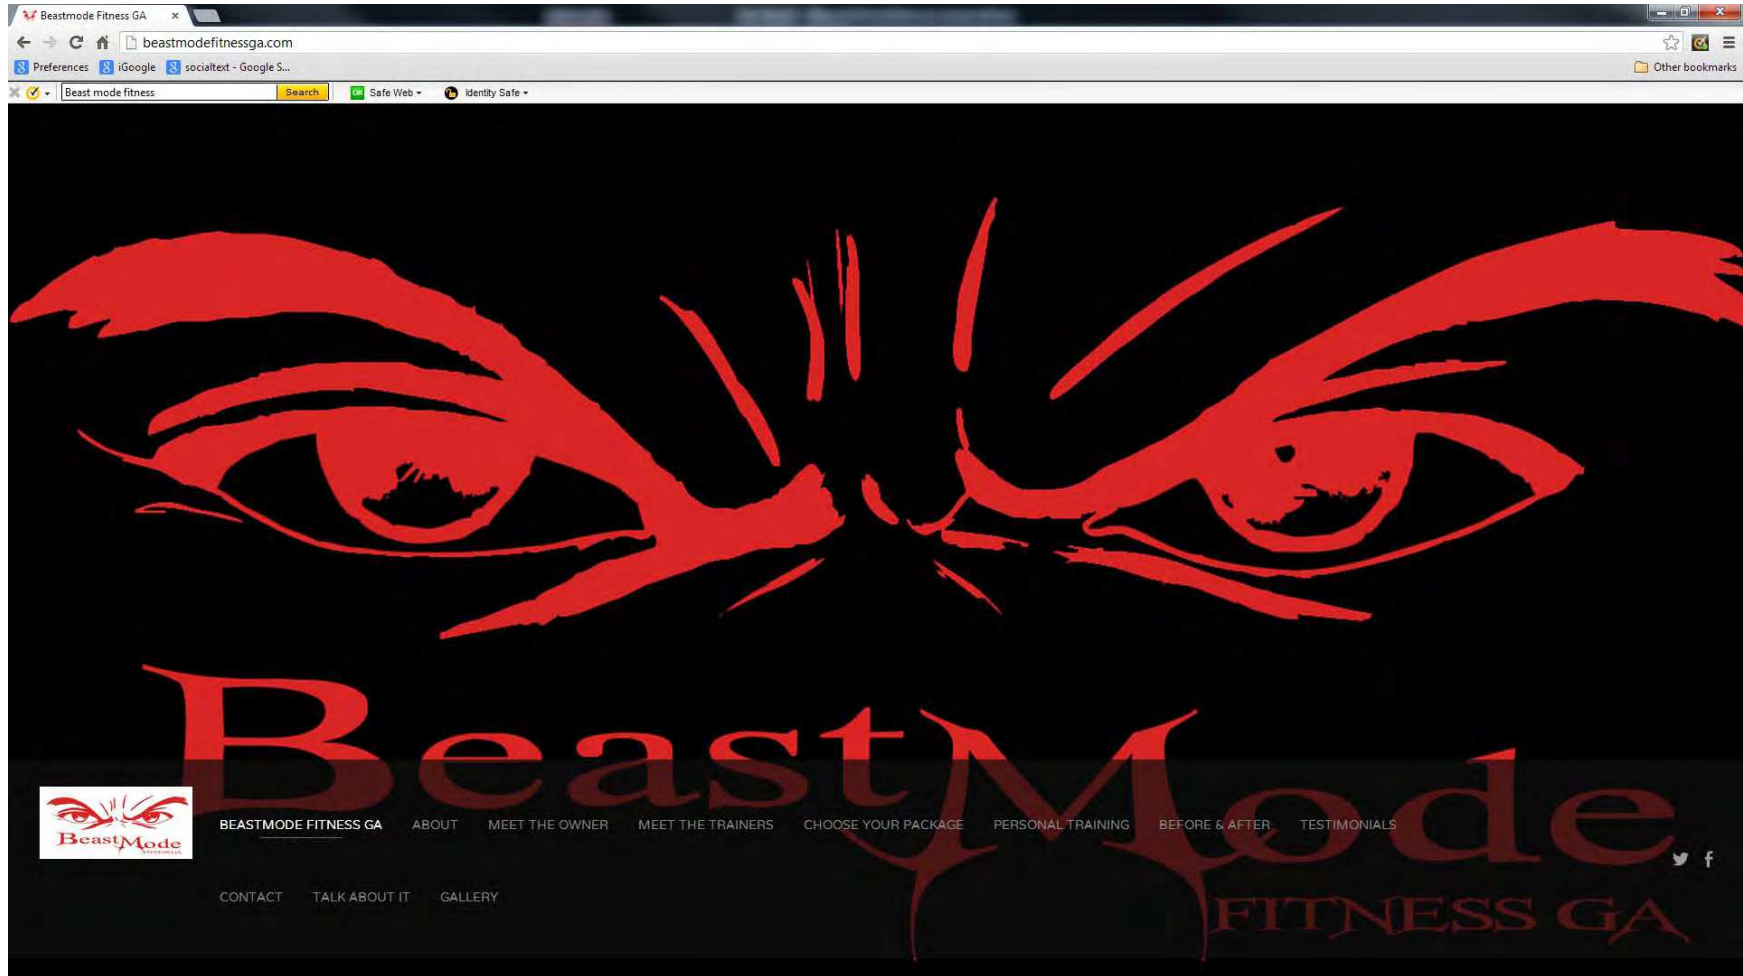 Beastmode Fitness GA
beastmodefitnessga.com
Preferences iGoogle socialtext - Google S... Other bookmarks
Beast mode fitness Search Safe Web Identity Safe
BeastMode
FITNESS GA
BeastMode
BEASTMODE FITNESS GA ABOUT MEET THE OWNER MEET THE TRAINERS CHOOSE YOUR PACKAGE PERSONAL TRAINING BEFORE & AFTER TESTIMONIALS
CONTACT TALK ABOUT IT GALLERY